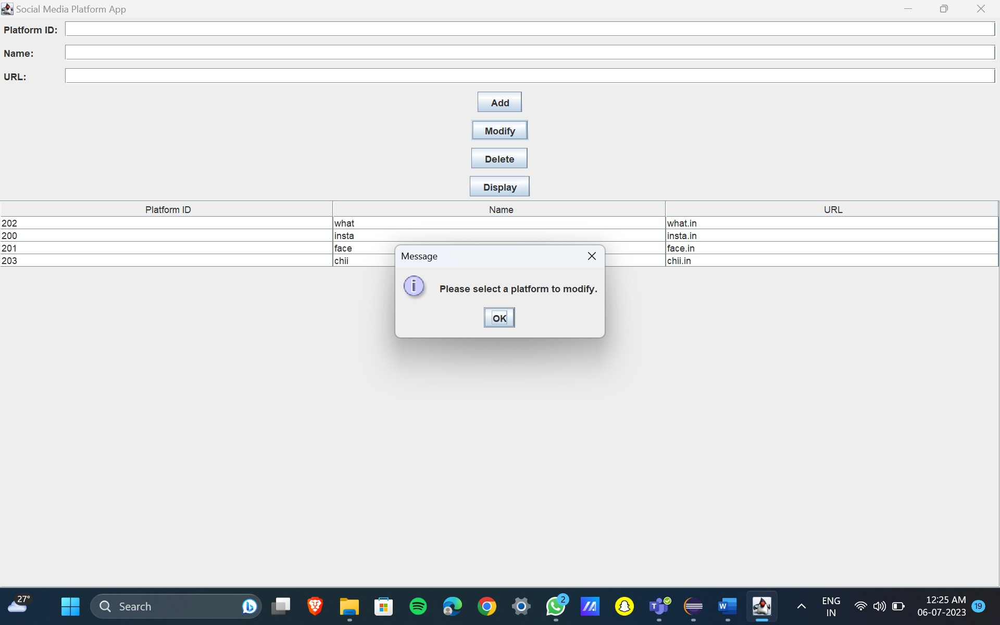 Social Media Platform App
Platform ID:
Name:
URL:
Add
Modify
Delete
Display
Platform ID Name URL
202 what what.in
200 insta insta.in
201 face face.in
203 chii chii.in
Message
Please select a platform to modify.
OK
27°
Search
2
ENG
IN
12:25 AM
06-07-2023
19